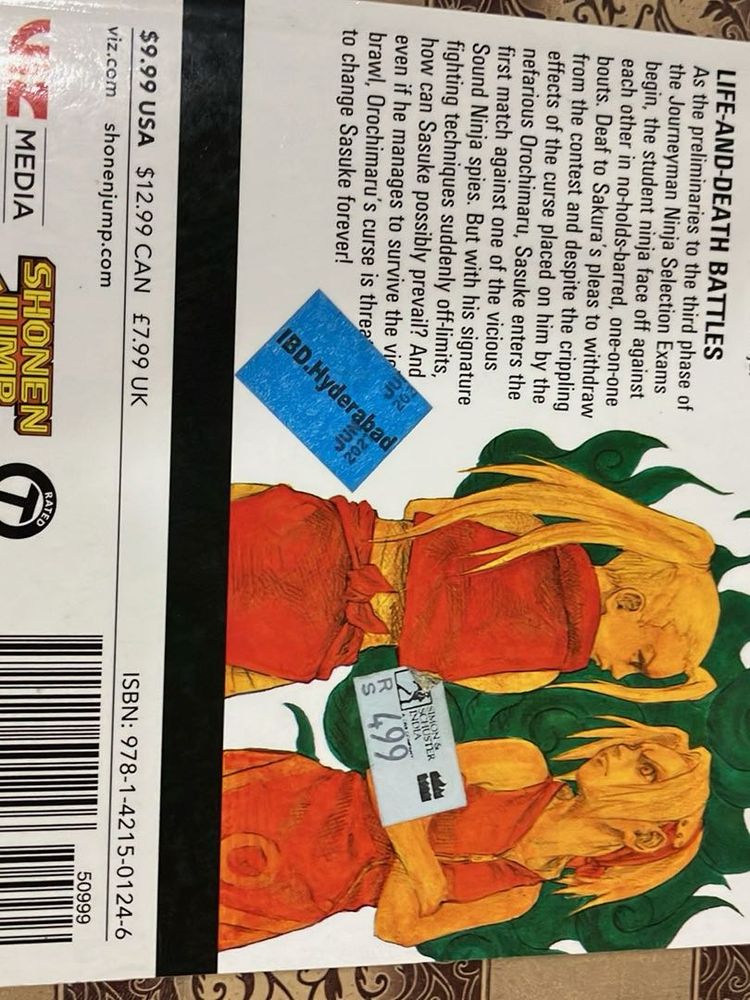 LIFE-AND-DEATH BATTLES
As the preliminaries to the third phase of
the Journeyman Ninja Selection Exams
begin, the student ninja face off against
each other in no-holds-barred, one-on-one
bouts. Deaf to Sakura's pleas to withdraw
from the contest and despite the crippling
effects of the curse placed on him by the
nefarious Orochimaru, Sasuke enters the
first match against one of the vicious
Sound Ninja spies. But with his signature
fighting techniques suddenly off-limits,
how can Sasuke possibly prevail? And
even if he manages to survive the
brawl, Orochimaru's curse is
to change Sasuke forever!
IBD.Hyderabad
SIMON &
SCHUSTER
INDIA
RS 499
$9.99 USA $12.99 CAN £7.99 UK
viz.com shonenjump.com
ISBN: 978-1-4215-0124-6
50999
VIZ MEDIA
SHONEN
JUMP
RATED
T